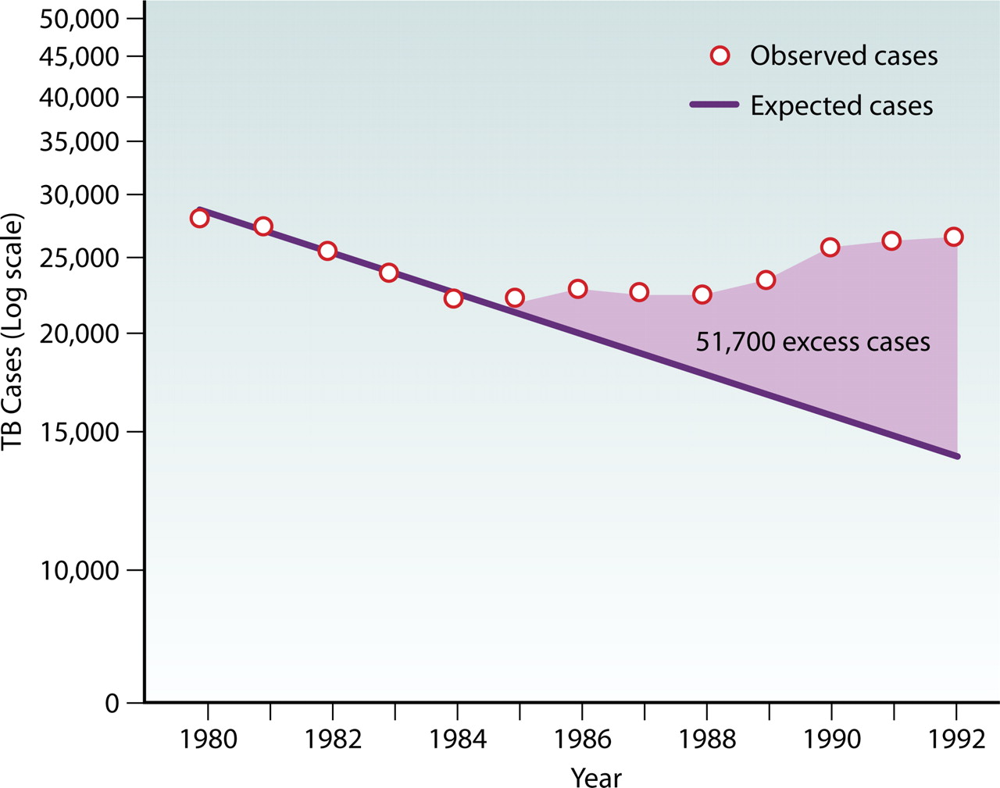 50,000
45,000
40,000
35,000
30,000
25,000
20,000
15,000
10,000
0
TB Cases (Log scale)
Observed cases
Expected cases
51,700 excess cases
1980 1982 1984 1986 1988 1990 1992
Year